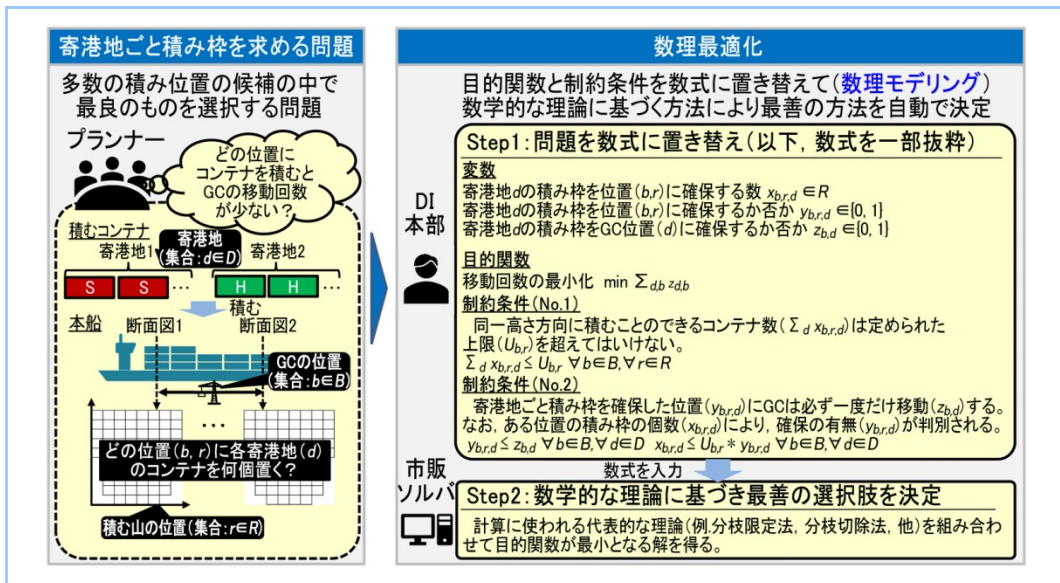 寄港地ごと積み枠を求める問題
多数の積み位置の候補の中で
最良のものを選択する問題
プランナー
どの位置に
コンテナを積むと
GCの移動回数
が少ない?
積むコンテナ
寄港地1
寄港地
(集合:d∈D)
寄港地2
S S … H H …
積む
本船
断面図1
断面図2
GCの位置
(集合:b∈B)
…
どの位置(b, r)に各寄港地(d)
のコンテナを何個置く?
積む山の位置(集合:r∈R)
数理最適化
目的関数と制約条件を数式に置き替えて(数理モデリング)
数学的な理論に基づく方法により最善の方法を自動で決定
DI
本部
Step1:問題を数式に置き替え(以下, 数式を一部抜粋)
変数
寄港地dの積み枠を位置(b,r)に確保する数 x_{b,r,d} ∈R
寄港地dの積み枠を位置(b,r)に確保するか否か y_{b,r,d} ∈{0, 1}
寄港地dの積み枠をGC位置(d)に確保するか否か z_{b,d} ∈{0, 1}
目的関数
移動回数の最小化 min Σ_{d,b} z_{d,b}
制約条件(No.1)
同一高さ方向に積むことのできるコンテナ数(Σ_d x_{b,r,d})は定められた
上限(U_{b,r})を超えてはいけない。
Σ_d x_{b,r,d} ≤ U_{b,r} ∀b∈B,∀r∈R
制約条件(No.2)
寄港地ごと積み枠を確保した位置(y_{b,r,d})にGCは必ず一度だけ移動(z_{b,d})する。
なお, ある位置の積み枠の個数(x_{b,r,d})により, 確保の有無(y_{b,r,d})が判別される。
y_{b,r,d} ≤ z_{b,d} ∀b∈B,∀d∈D x_{b,r,d} ≤ U_{b,r} * y_{b,r,d} ∀b∈B,∀d∈D
数式を入力
市販
ソルバ
Step2:数学的な理論に基づき最善の選択肢を決定
計算に使われる代表的な理論(例.分枝限定法, 分枝切除法, 他)を組み合わ
せて目的関数が最小となる解を得る。